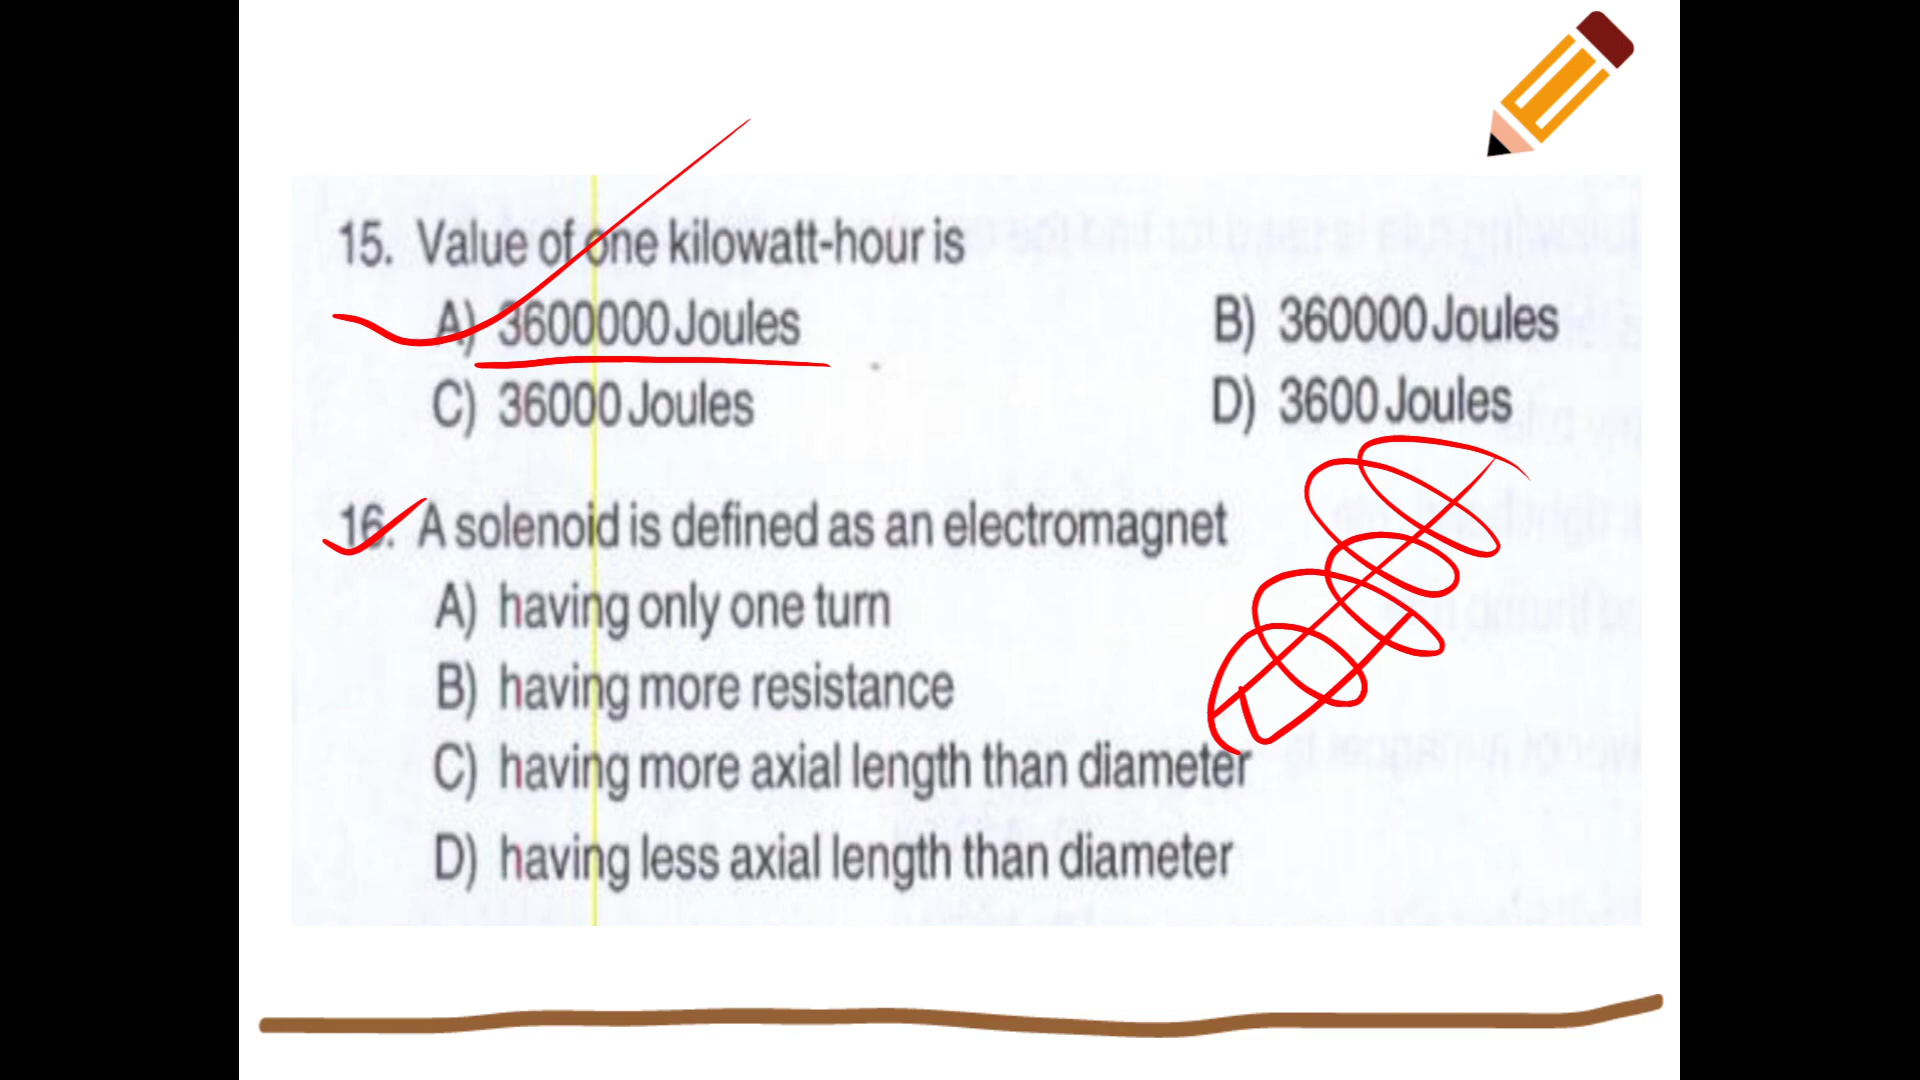 15. Value of one kilowatt-hour is
A) 3600000 Joules B) 360000 Joules
C) 36000 Joules D) 3600 Joules
16. A solenoid is defined as an electromagnet
A) having only one turn
B) having more resistance
C) having more axial length than diameter
D) having less axial length than diameter